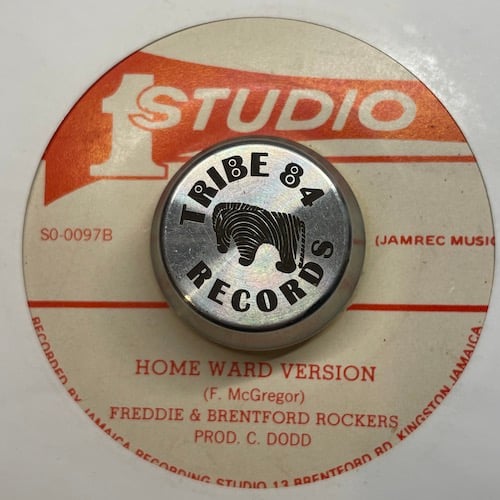 1 STUDIO
SO-0097B
(JAMREC MUSIC
TRIBE 84
RECORDS
HOME WARD VERSION
(F. McGregor)
FREDDIE & BRENTFORD ROCKERS
PROD. C. DODD
RECORDED BY JAMAICA RECORDING STUDIO 13 BRENTFORD RD. KINGSTON JAMAICA